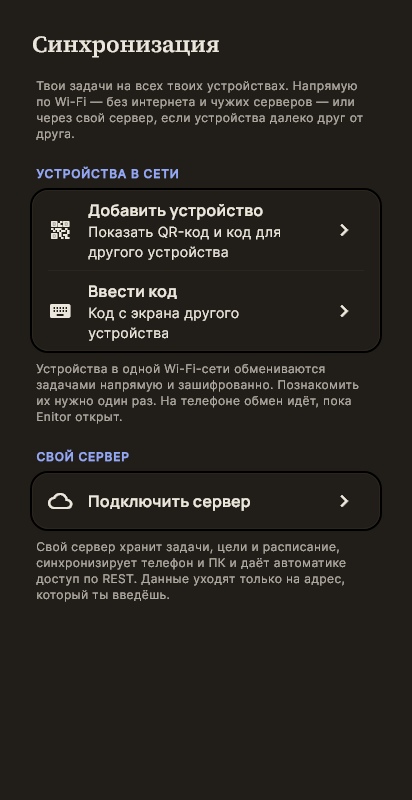 Синхронизация
Твои задачи на всех твоих устройствах. Напрямую
по Wi-Fi — без интернета и чужих серверов — или
через свой сервер, если устройства далеко друг от
друга.
УСТРОЙСТВА В СЕТИ
Добавить устройство
Показать QR-код и код для
другого устройства
Ввести код
Код с экрана другого
устройства
Устройства в одной Wi-Fi-сети обмениваются
задачами напрямую и зашифрованно. Познакомить
их нужно один раз. На телефоне обмен идёт, пока
Enitor открыт.
СВОЙ СЕРВЕР
Подключить сервер
Свой сервер хранит задачи, цели и расписание,
синхронизирует телефон и ПК и даёт автоматике
доступ по REST. Данные уходят только на адрес,
который ты введёшь.